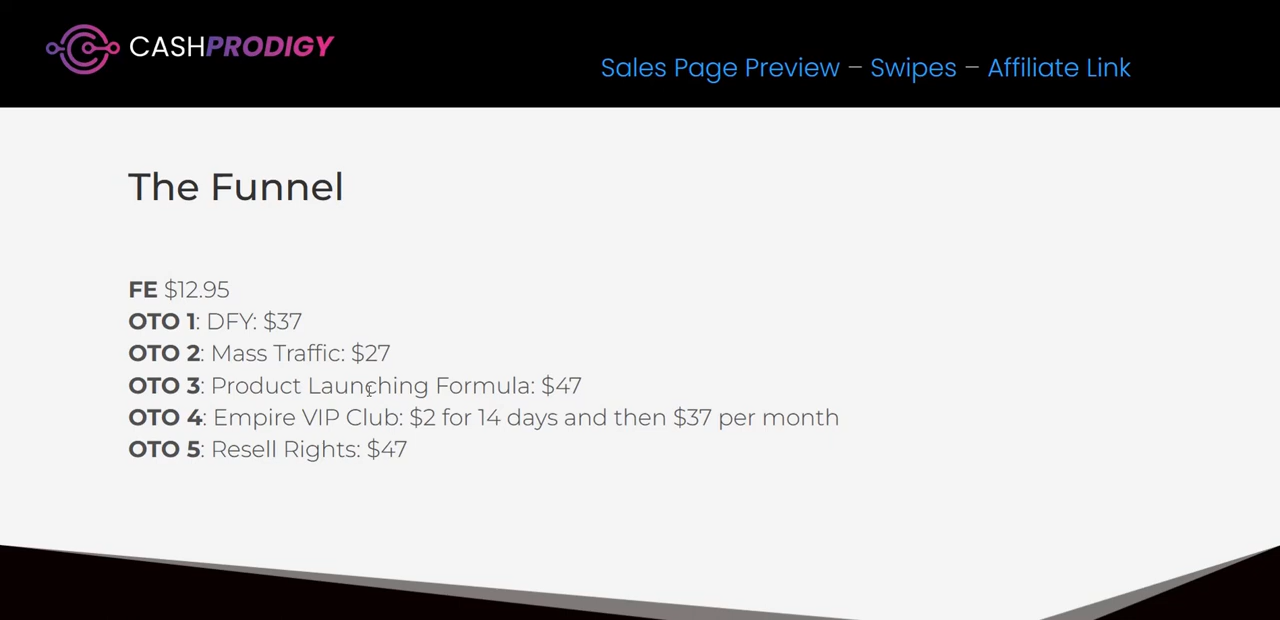 CASHPRODIGY
Sales Page Preview – Swipes – Affiliate Link
The Funnel
FE $12.95
OTO 1: DFY: $37
OTO 2: Mass Traffic: $27
OTO 3: Product Launching Formula: $47
OTO 4: Empire VIP Club: $2 for 14 days and then $37 per month
OTO 5: Resell Rights: $47